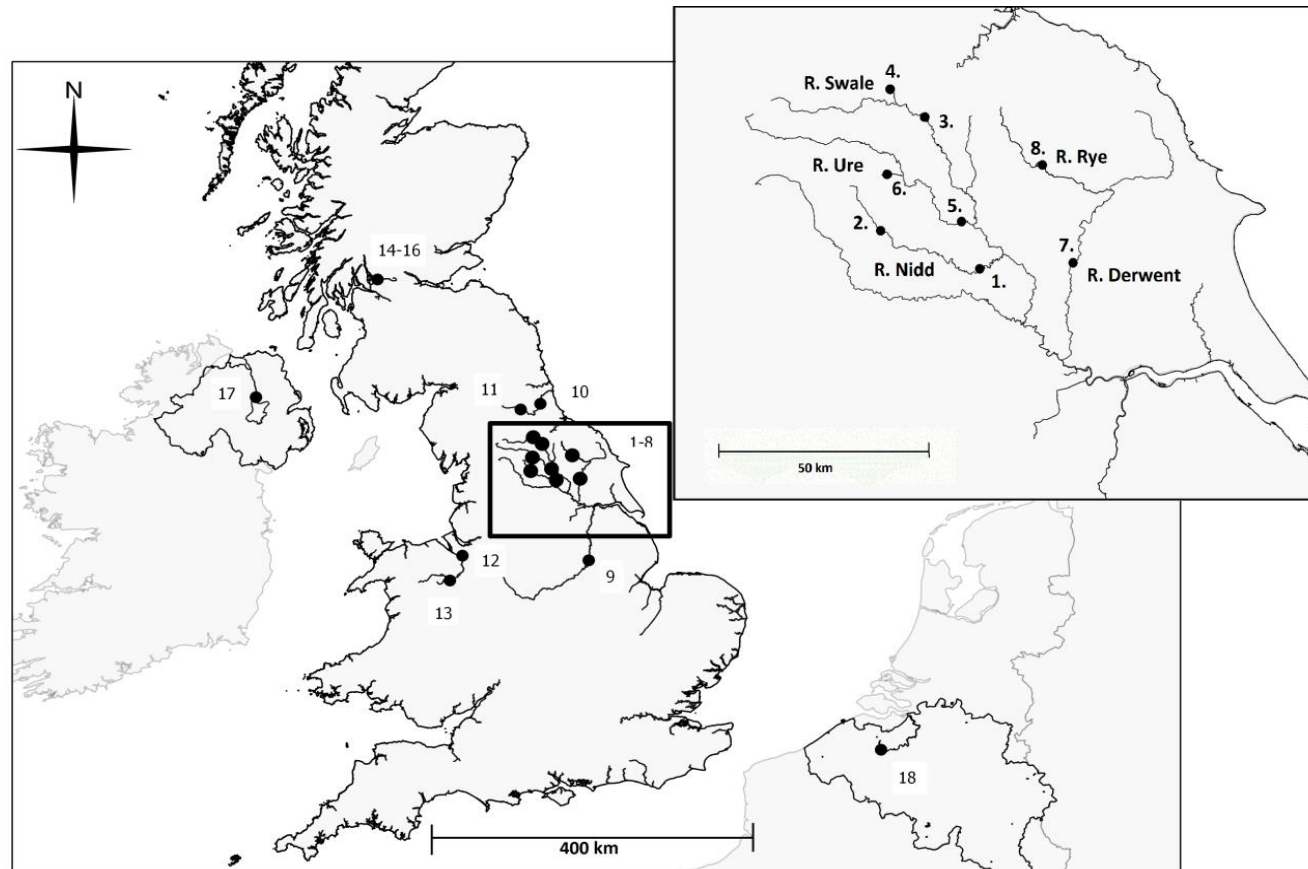 N
14-16
17
11
10
1-8
12
13
9
18
400 km
4.
R. Swale
3.
8.
R. Rye
R. Ure
6.
5.
2.
7.
R. Nidd
1.
R. Derwent
50 km